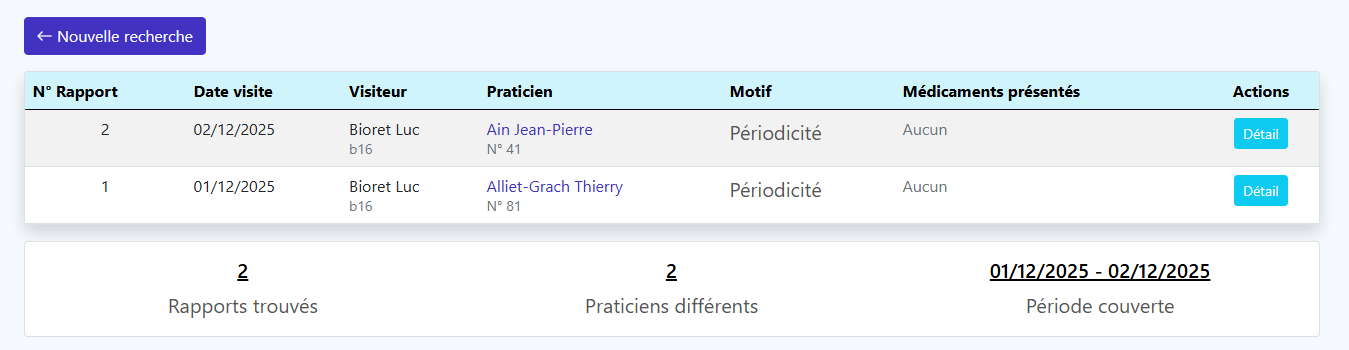 ← Nouvelle recherche
N° Rapport Date visite Visiteur Praticien Motif Médicaments présentés Actions
2 02/12/2025 Bioret Luc Ain Jean-Pierre Périodicité Aucun Détail
b16 N° 41
1 01/12/2025 Bioret Luc Alliet-Grach Thierry Périodicité Aucun Détail
b16 N° 81
2 2 01/12/2025 - 02/12/2025
Rapports trouvés Praticiens différents Période couverte